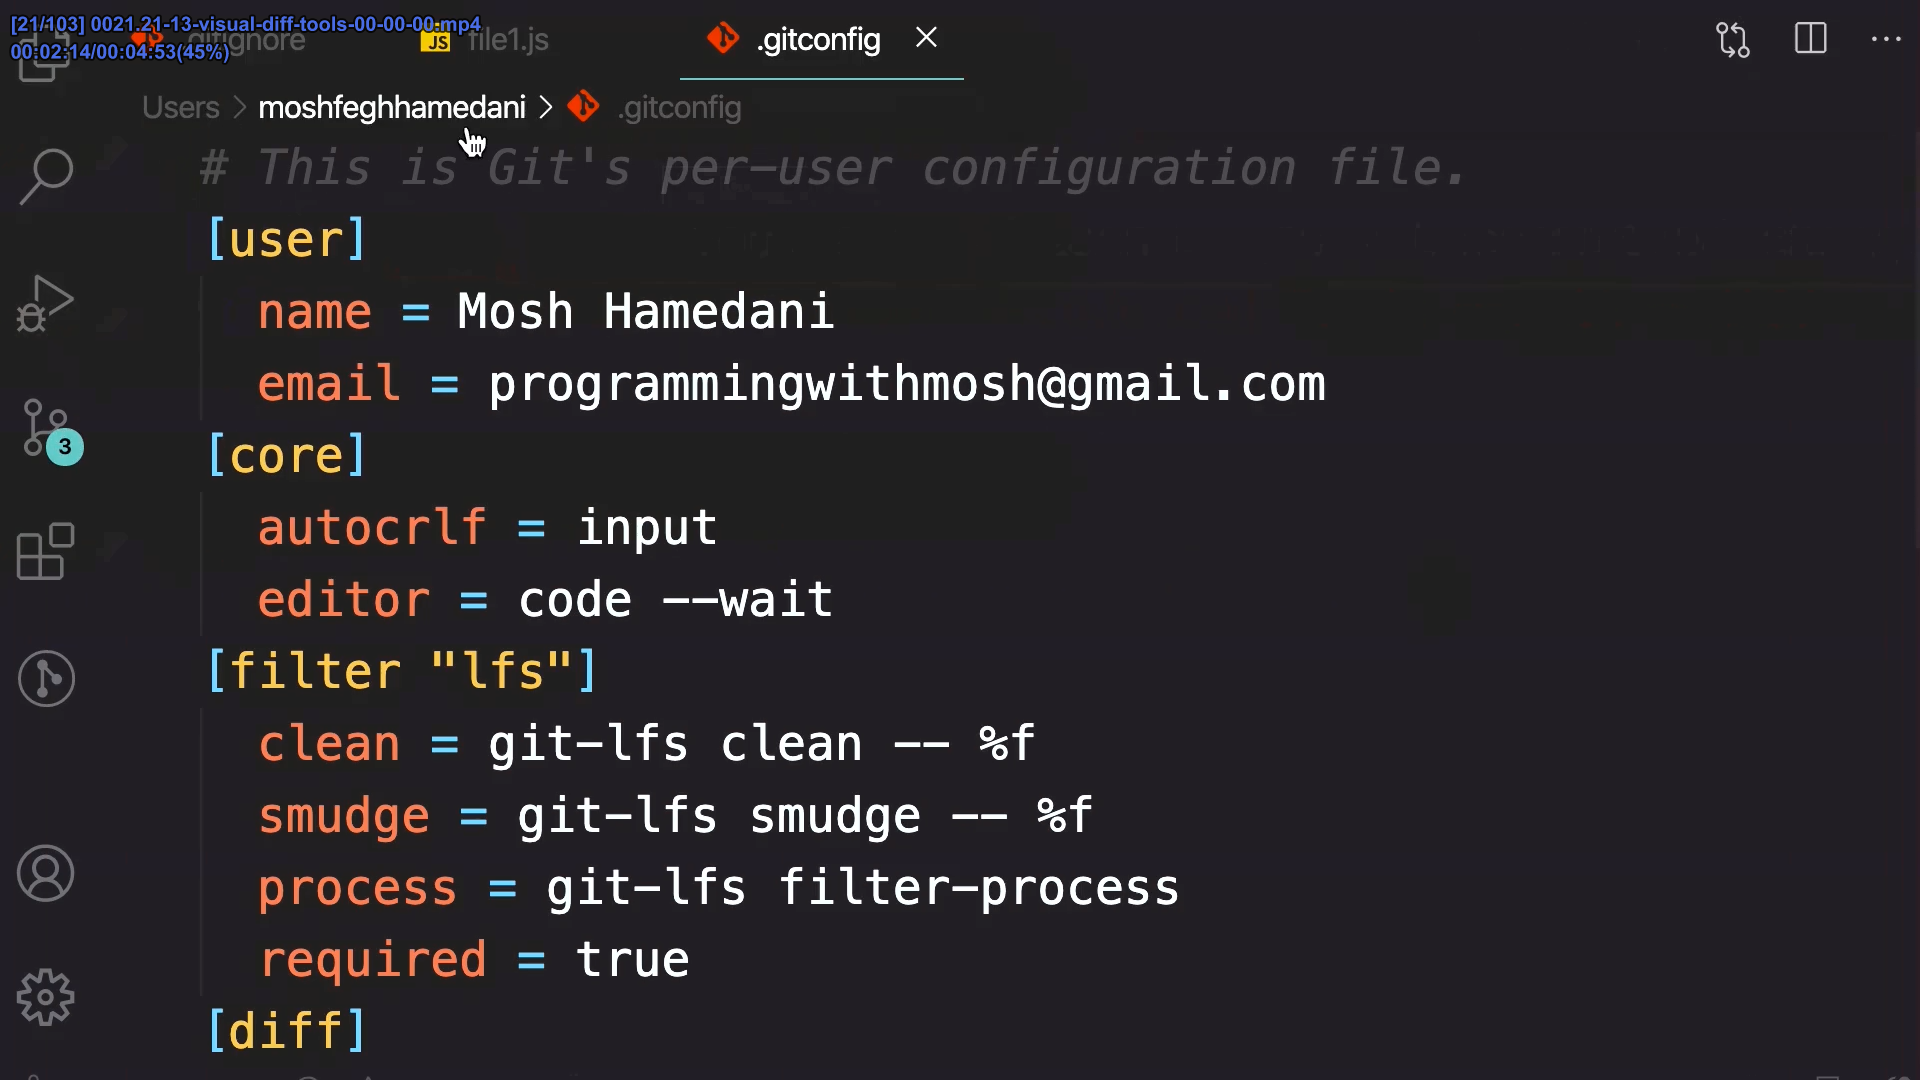 [21/103] 0021.21-13-visual-diff-tools-00-00-00.mp4
00:02:14/00:04:53(45%)
.gitignore
JS file1.js
.gitconfig
Users > moshfeghhamedani > .gitconfig
# This is Git's per-user configuration file.
[user]
name = Mosh Hamedani
email = programmingwithmosh@gmail.com
[core]
autocrlf = input
editor = code --wait
3
[filter "lfs"]
clean = git-lfs clean -- %f
smudge = git-lfs smudge -- %f
process = git-lfs filter-process
required = true
[diff]